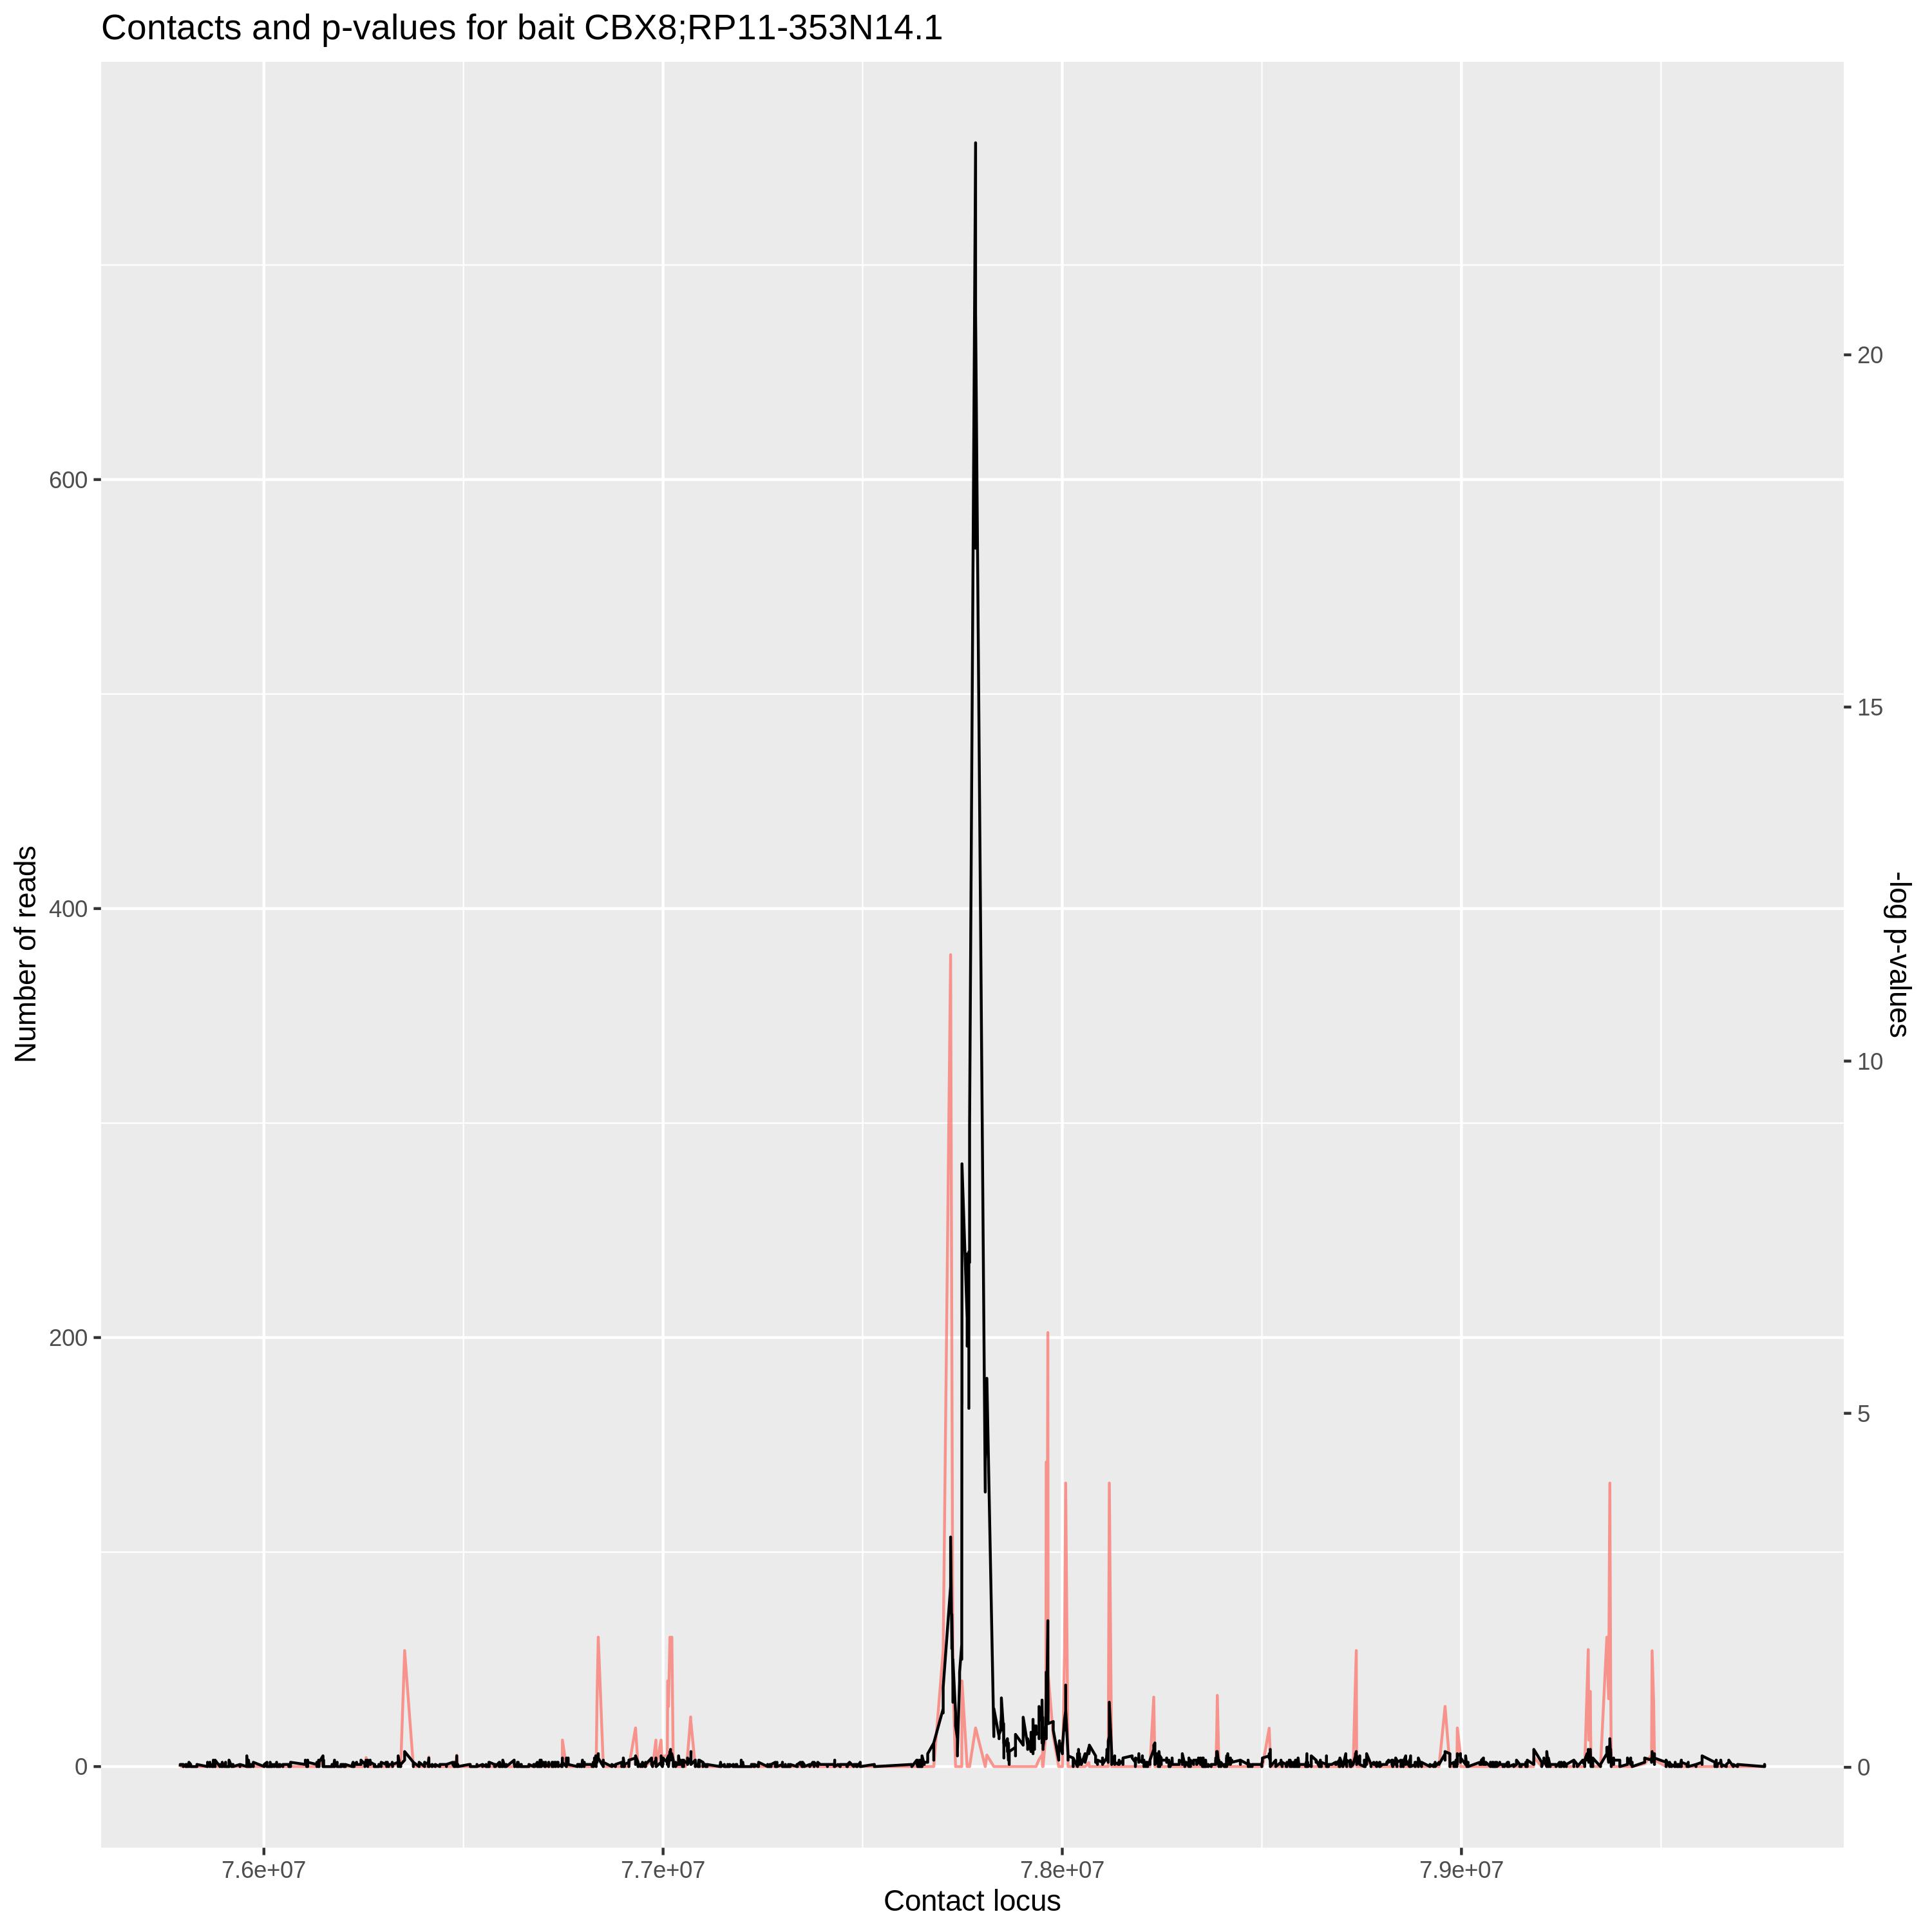 Contacts and p-values for bait CBX8;RP11-353N14.1
600
400
200
0
Number of reads
20
15
10
5
0
-log p-values
7.6e+07
7.7e+07
7.8e+07
7.9e+07
Contact locus